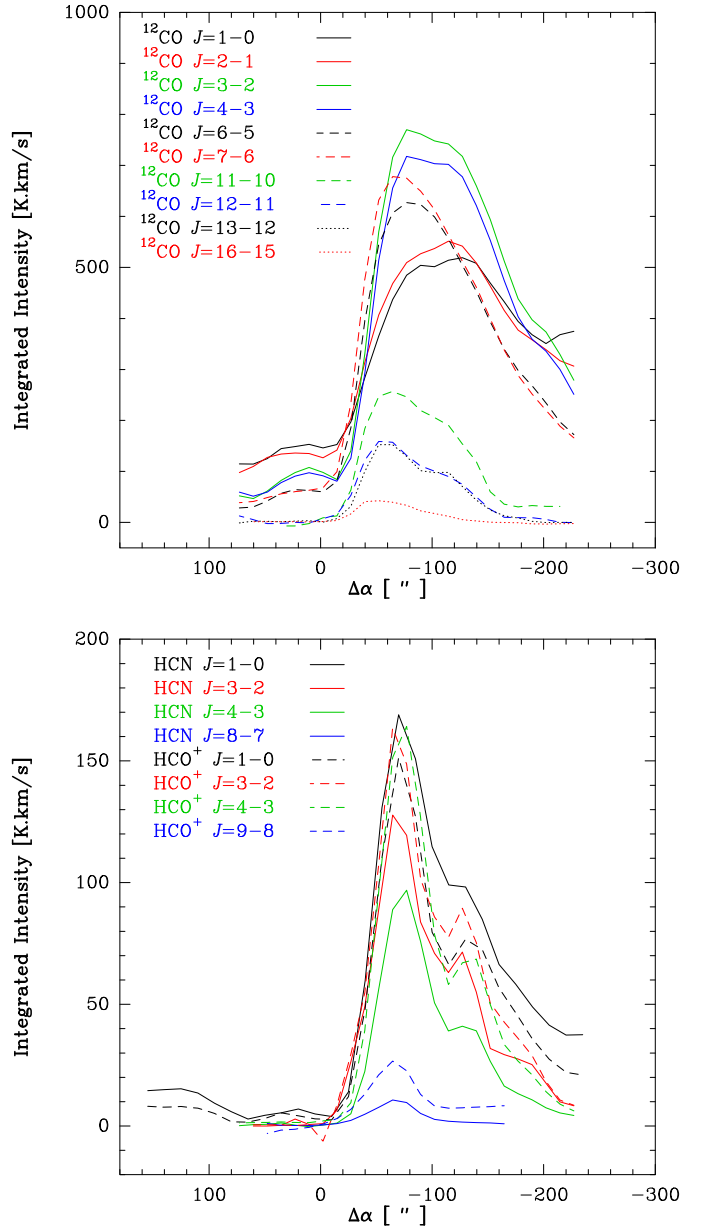 1000
500
0
Integrated Intensity [K.km/s]
¹²CO J=1−0
¹²CO J=2−1
¹²CO J=3−2
¹²CO J=4−3
¹²CO J=6−5
¹²CO J=7−6
¹²CO J=11−10
¹²CO J=12−11
¹²CO J=13−12
¹²CO J=16−15
100 0 −100 −200 −300
Δα [ ″ ]
200
150
100
50
0
Integrated Intensity [K.km/s]
HCN J=1−0
HCN J=3−2
HCN J=4−3
HCN J=8−7
HCO⁺ J=1−0
HCO⁺ J=3−2
HCO⁺ J=4−3
HCO⁺ J=9−8
100 0 −100 −200 −300
Δα [ ″ ]